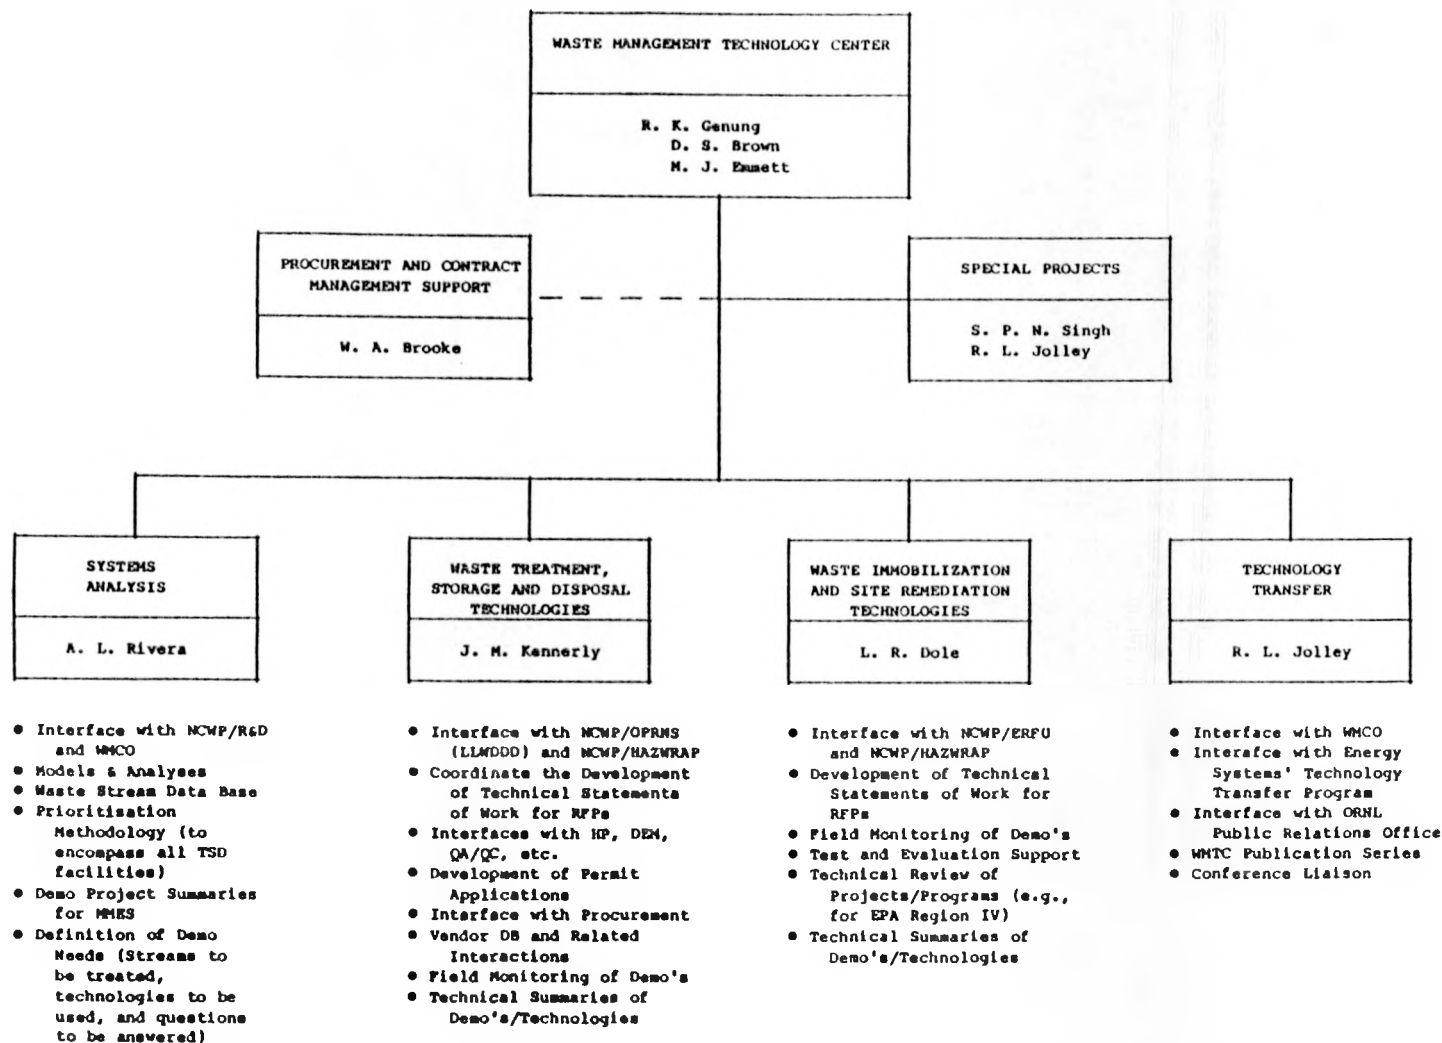 WASTE MANAGEMENT TECHNOLOGY CENTER
R. K. Genung
D. S. Brown
M. J. Emmett
PROCUREMENT AND CONTRACT
MANAGEMENT SUPPORT
W. A. Brooke
SPECIAL PROJECTS
S. P. N. Singh
R. L. Jolley
SYSTEMS
ANALYSIS
A. L. Rivera
WASTE TREATMENT,
STORAGE AND DISPOSAL
TECHNOLOGIES
J. M. Kennerly
WASTE IMMOBILIZATION
AND SITE REMEDIATION
TECHNOLOGIES
L. R. Dole
TECHNOLOGY
TRANSFER
R. L. Jolley
● Interface with NCWP/R&D
and WMCO
● Models & Analyses
● Waste Stream Data Base
● Prioritisation
Methodology (to
encompass all TSD
facilities)
● Demo Project Summaries
for MMES
● Definition of Demo
Needs (Streams to
be treated,
technologies to be
used, and questions
to be answered)
● Interface with NCWP/OPRNS
(LLWDDD) and NCWP/HAZWRAP
● Coordinate the Development
of Technical Statements
of Work for RFPs
● Interfaces with HP, DEM,
QA/QC, etc.
● Development of Permit
Applications
● Interface with Procurement
● Vendor DB and Related
Interactions
● Field Monitoring of Demo's
● Technical Summaries of
Demo's/Technologies
● Interface with NCWP/ERFU
and NCWP/HAZWRAP
● Development of Technical
Statements of Work for
RFPs
● Field Monitoring of Demo's
● Test and Evaluation Support
● Technical Review of
Projects/Programs (e.g.,
for EPA Region IV)
● Technical Summaries of
Demo's/Technologies
● Interface with WMCO
● Interafce with Energy
Systems' Technology
Transfer Program
● Interface with ORNL
Public Relations Office
● WMTC Publication Series
● Conference Liaison